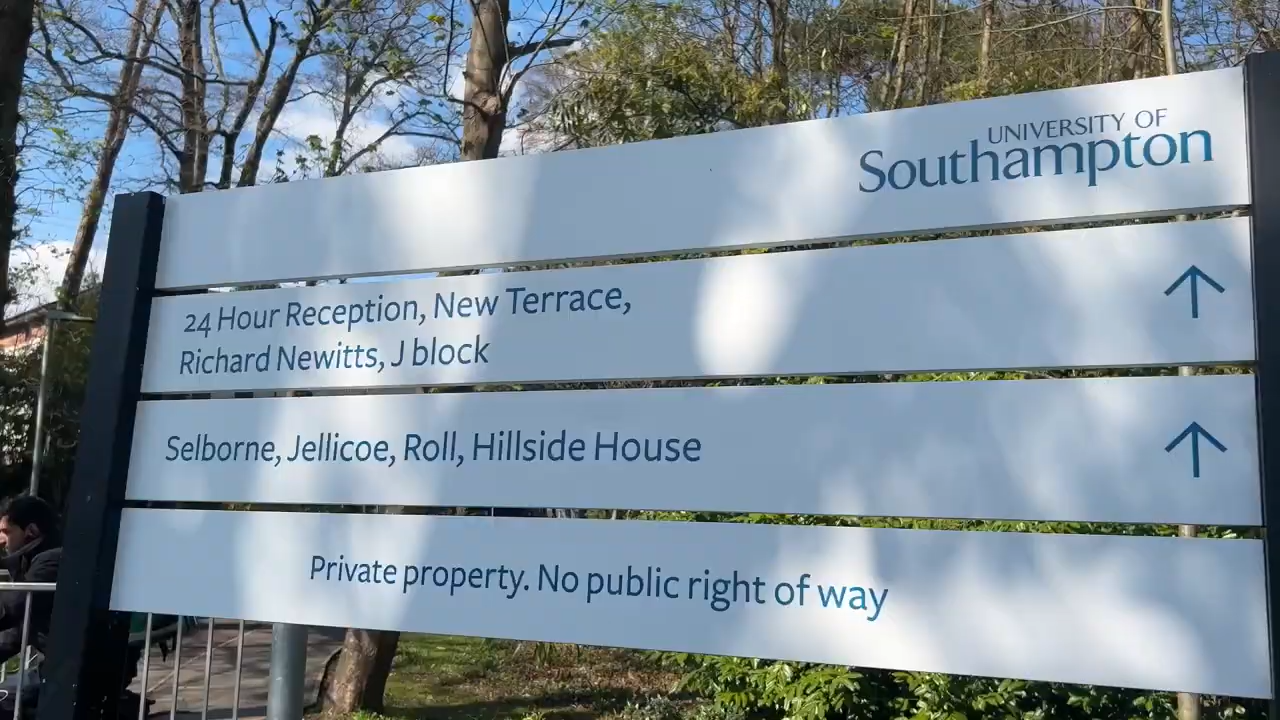 UNIVERSITY OF
Southampton
24 Hour Reception, New Terrace,
Richard Newitts, J block
↑
Selborne, Jellicoe, Roll, Hillside House
↑
Private property. No public right of way